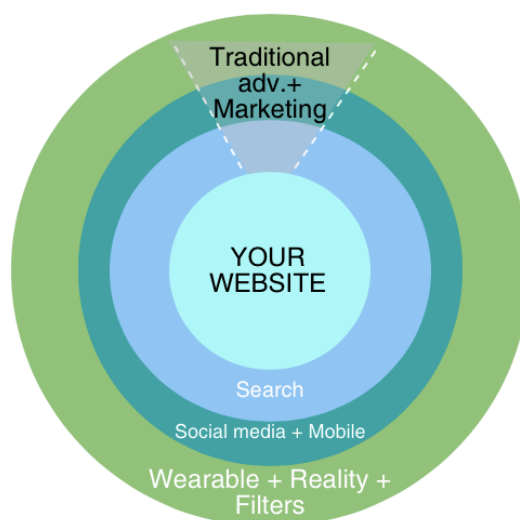 Traditional
adv.+
Marketing
YOUR
WEBSITE
Search
Social media + Mobile
Wearable + Reality +
Filters